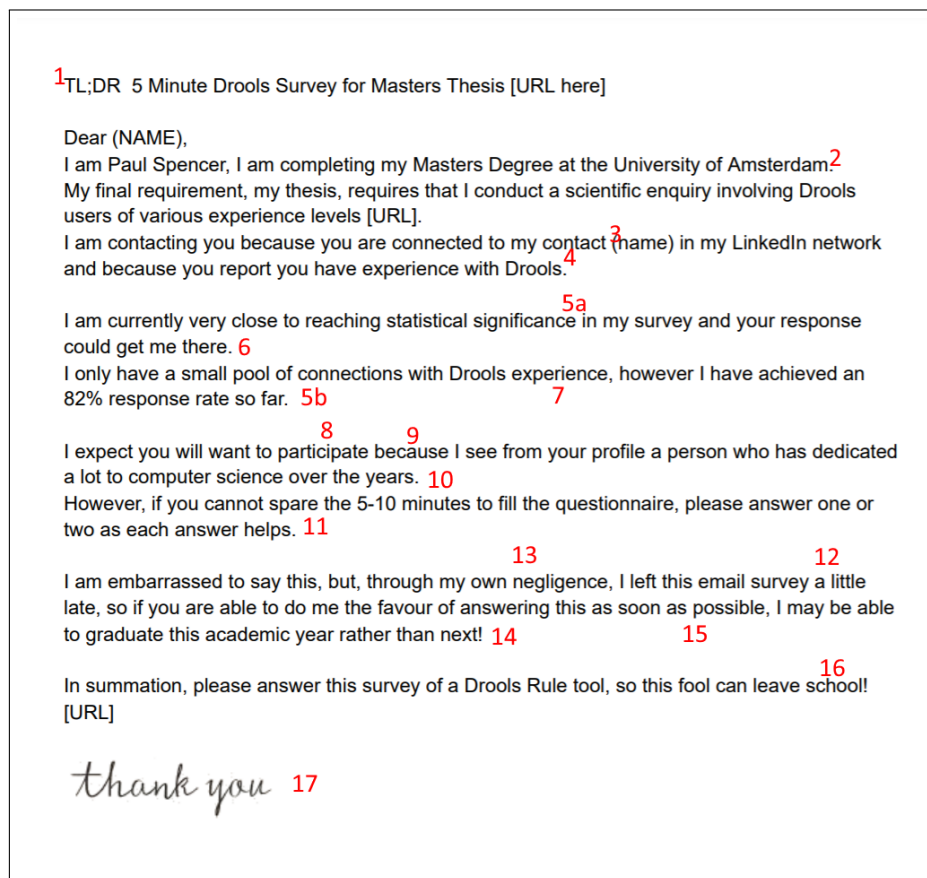 1TL;DR  5 Minute Drools Survey for Masters Thesis [URL here]
Dear (NAME),
I am Paul Spencer, I am completing my Masters Degree at the University of Amsterdam.2
My final requirement, my thesis, requires that I conduct a scientific enquiry involving Drools
users of various experience levels [URL].
3
I am contacting you because you are connected to my contact (name) in my LinkedIn network
and because you report you have experience with Drools.4
5a
I am currently very close to reaching statistical significance in my survey and your response
could get me there. 6
I only have a small pool of connections with Drools experience, however I have achieved an
82% response rate so far. 5b 7
8 9
I expect you will want to participate because I see from your profile a person who has dedicated
a lot to computer science over the years. 10
However, if you cannot spare the 5-10 minutes to fill the questionnaire, please answer one or
two as each answer helps. 11
13 12
I am embarrassed to say this, but, through my own negligence, I left this email survey a little
late, so if you are able to do me the favour of answering this as soon as possible, I may be able
to graduate this academic year rather than next! 14 15
16
In summation, please answer this survey of a Drools Rule tool, so this fool can leave school!
[URL]
thank you 17